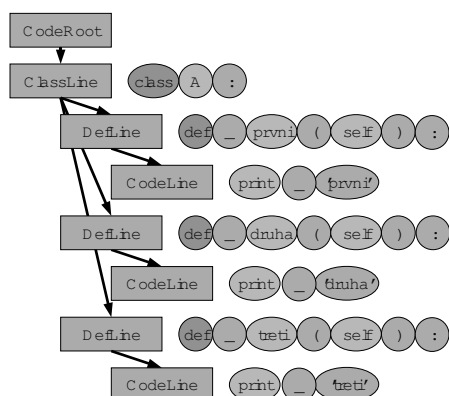 CodeRoot
ClassLine class A :
DefLine def _ prvni ( self ) :
CodeLine print _ 'prvni'
DefLine def _ druha ( self ) :
CodeLine print _ 'druha'
DefLine def _ treti ( self ) :
CodeLine print _ 'treti'